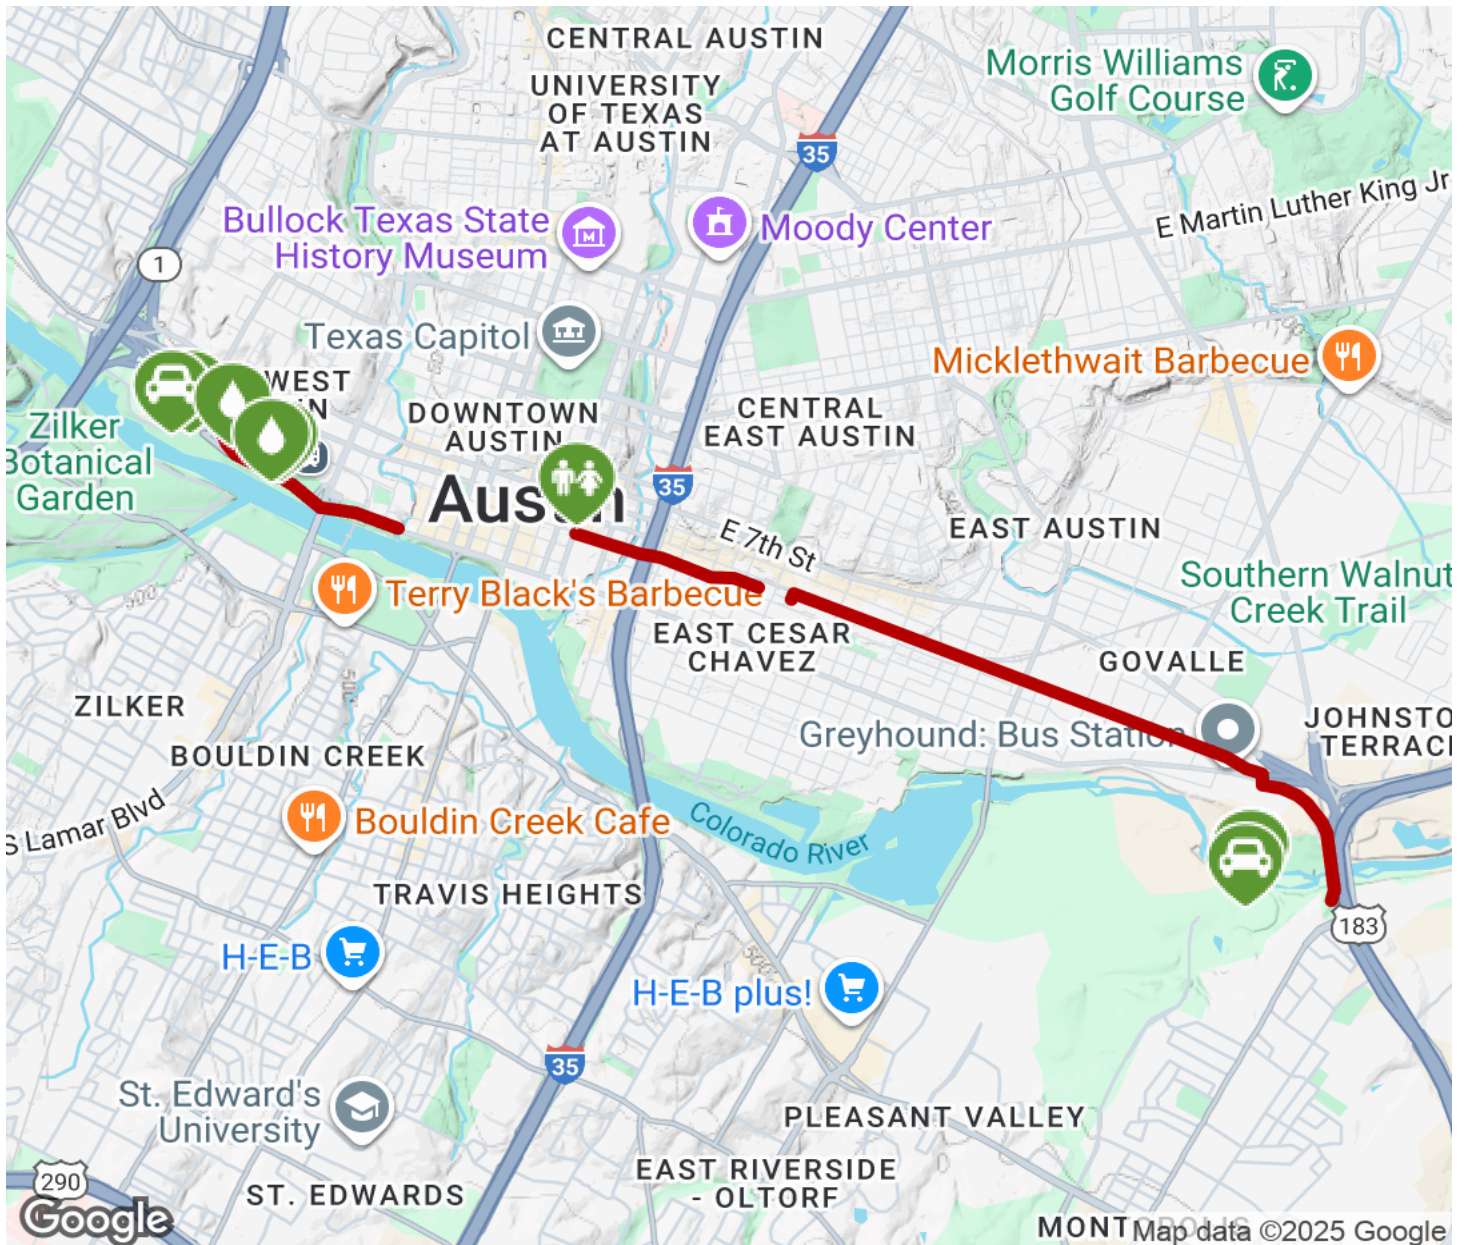 CENTRAL AUSTIN
UNIVERSITY
OF TEXAS
AT AUSTIN
Morris Williams
Golf Course
35
E Martin Luther King Jr
Bullock Texas State
History Museum
Moody Center
1
Texas Capitol
Micklethwait Barbecue
WEST
DOWNTOWN
AUSTIN
CENTRAL
EAST AUSTIN
Zilker
Botanical
Garden
35
E 7th St
EAST AUSTIN
Southern Walnut
Creek Trail
Terry Black's Barbecue
EAST CESAR
CHAVEZ
GOVALLE
ZILKER
Greyhound: Bus Station
JOHNSTO
TERRAC
BOULDIN CREEK
S Lamar Blvd
Bouldin Creek Cafe
Colorado River
TRAVIS HEIGHTS
183
H-E-B
H-E-B plus!
35
St. Edward's
University
PLEASANT VALLEY
EAST RIVERSIDE
- OLTORF
290
ST. EDWARDS
Google
Map data ©2025 Google